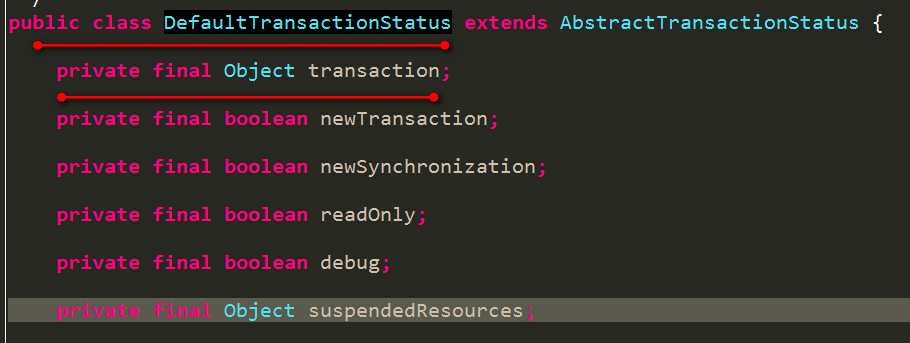 public class DefaultTransactionStatus extends AbstractTransactionStatus {
private final Object transaction;
private final boolean newTransaction;
private final boolean newSynchronization;
private final boolean readOnly;
private final boolean debug;
private final Object suspendedResources;